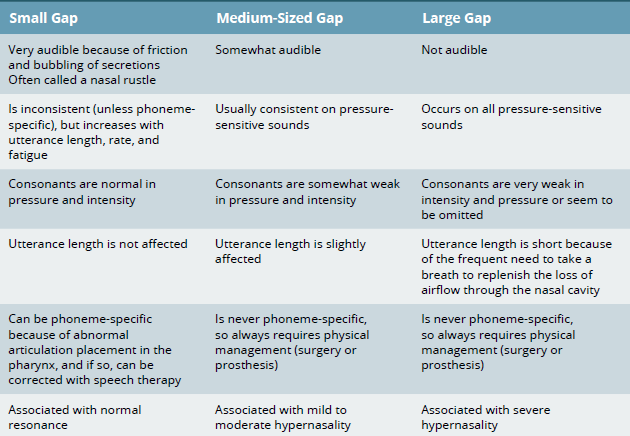 Small Gap
Medium-Sized Gap
Large Gap
Very audible because of friction
and bubbling of secretions
Often called a nasal rustle
Somewhat audible
Not audible
Is inconsistent (unless phoneme-
specific), but increases with
utterance length, rate, and
fatigue
Usually consistent on pressure-
sensitive sounds
Occurs on all pressure-sensitive
sounds
Consonants are normal in
pressure and intensity
Consonants are somewhat weak
in pressure and intensity
Consonants are very weak in
intensity and pressure or seem to
be omitted
Utterance length is not affected
Utterance length is slightly
affected
Utterance length is short because
of the frequent need to take a
breath to replenish the loss of
airflow through the nasal cavity
Can be phoneme-specific
because of abnormal
articulation placement in the
pharynx, and if so, can be
corrected with speech therapy
Is never phoneme-specific,
so always requires physical
management (surgery or
prosthesis)
Is never phoneme-specific,
so always requires physical
management (surgery or
prosthesis)
Associated with normal
resonance
Associated with mild to
moderate hypernasality
Associated with severe
hypernasality